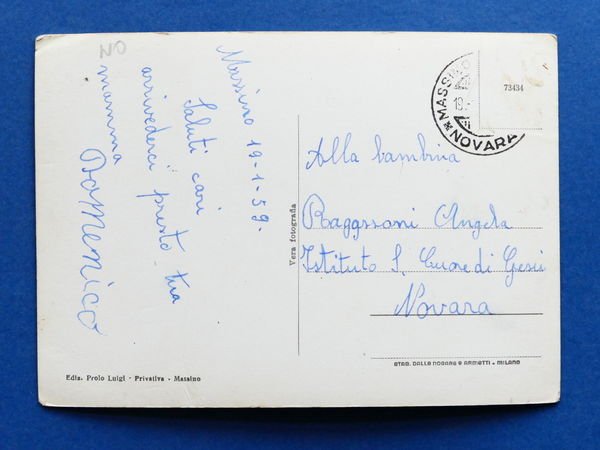 NO
Massino 19-1-59.
Saluti cari
arrivederci presto tua
mamma
DOMENICO
MASSINO
19.
* NOVARA
73434
Vera fotografia
Alla bambina
Angela
Istituto S. Cuore di Gesù
Novara
STAB. DALLE NOGARE E ARMETTI - MILANO
Ediz. Prolo Luigi - Privativa - Massino